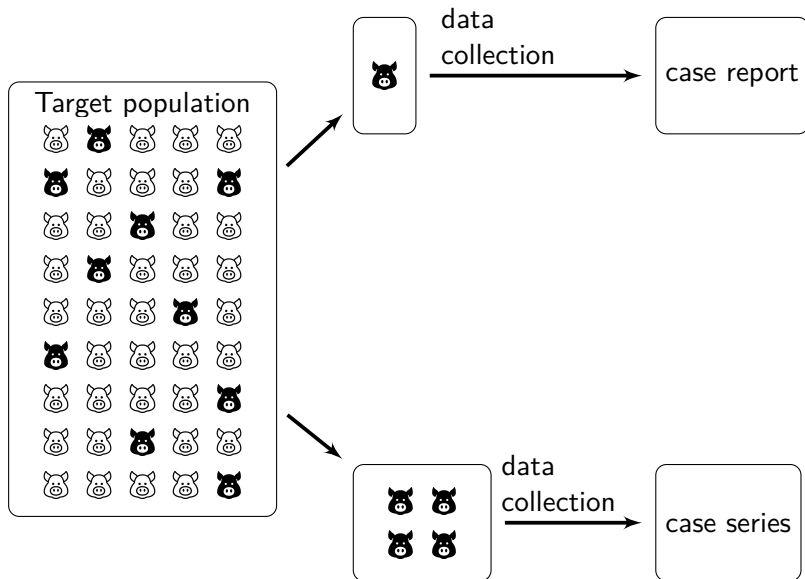 Target population
data
collection
case report
data
collection
case series